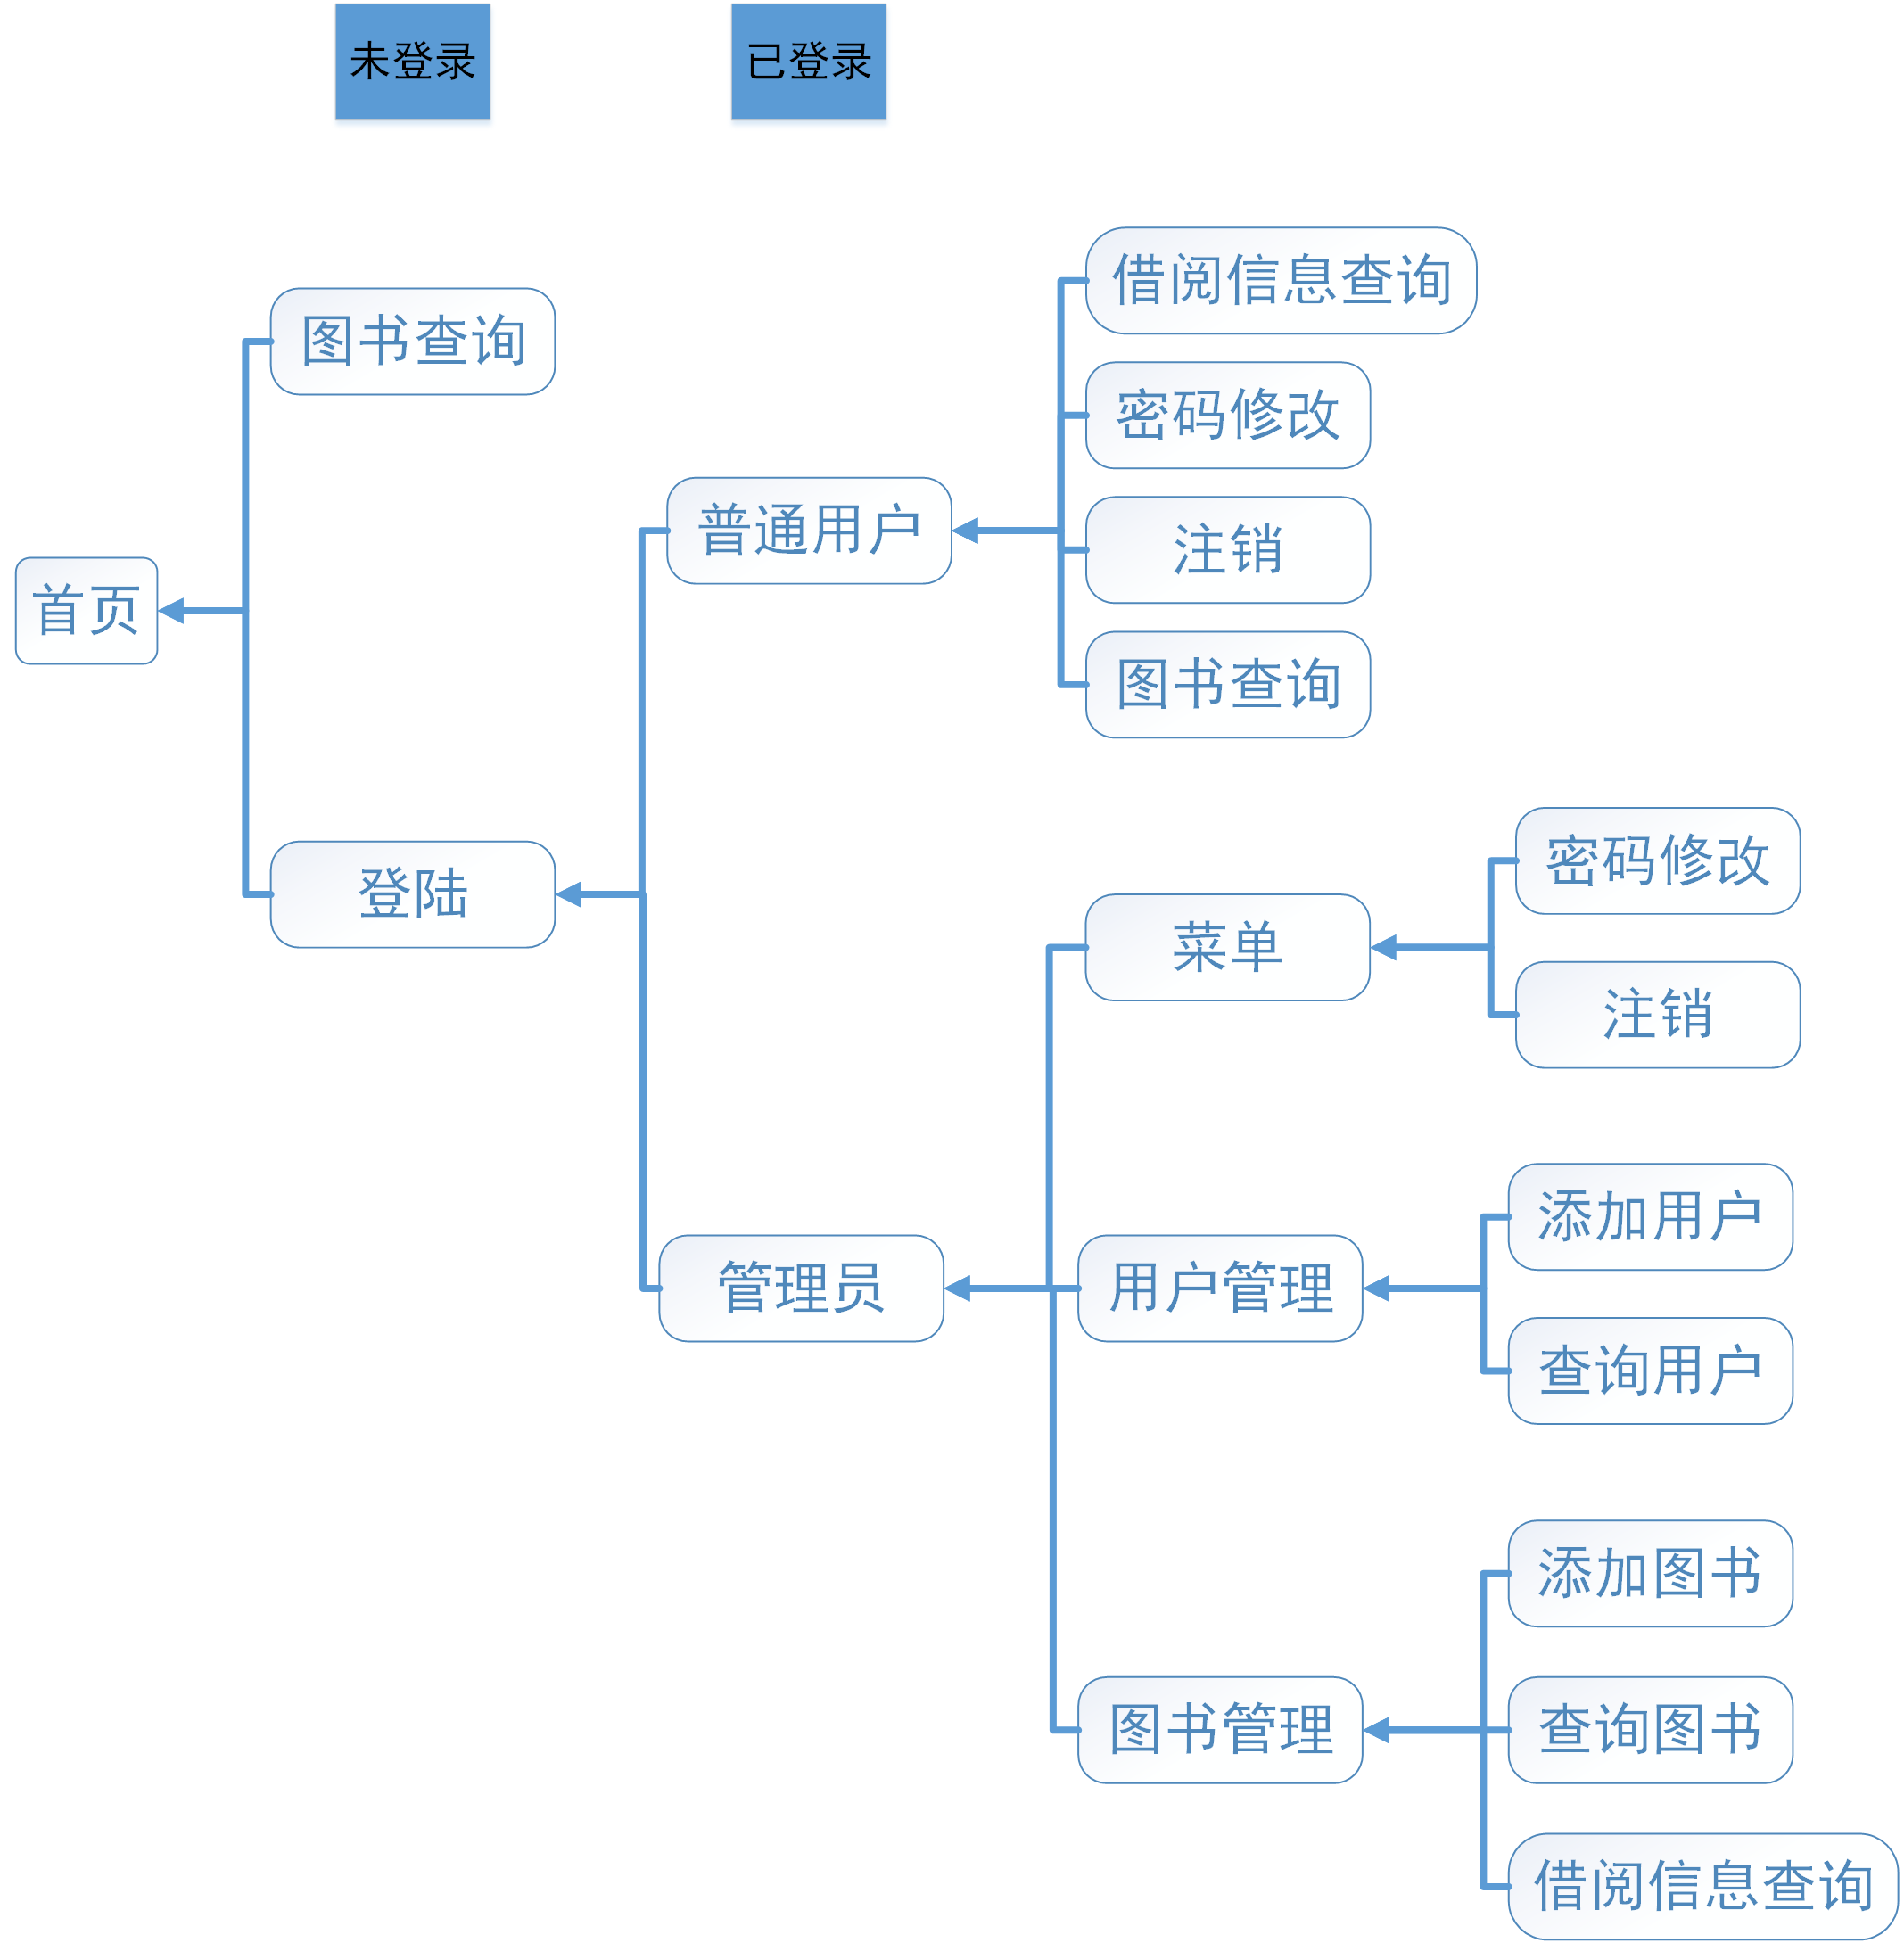 未登录
已登录
借阅信息查询
图书查询
密码修改
普通用户
注销
首页
图书查询
密码修改
登陆
菜单
注销
添加用户
管理员
用户管理
查询用户
添加图书
图书管理
查询图书
借阅信息查询